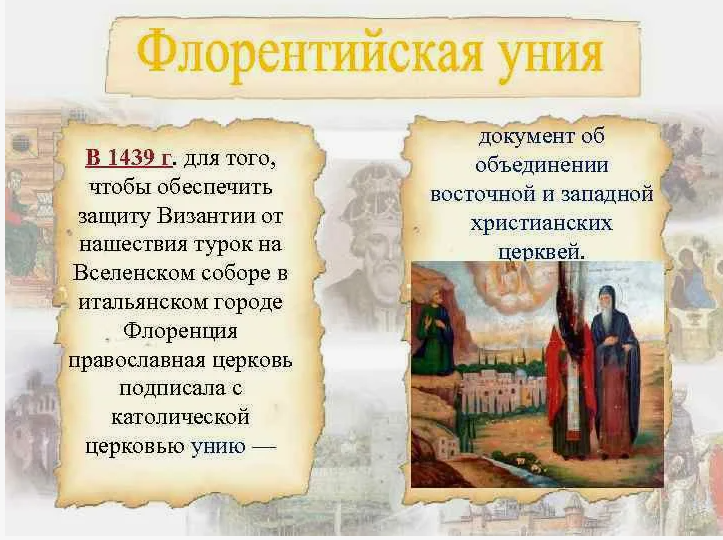 Флорентийская уния
В 1439 г. для того,
чтобы обеспечить
защиту Византии от
нашествия турок на
Вселенском соборе в
итальянском городе
Флоренция
православная церковь
подписала с
католической
церковью унию —
документ об
объединении
восточной и западной
христианских
церквей.